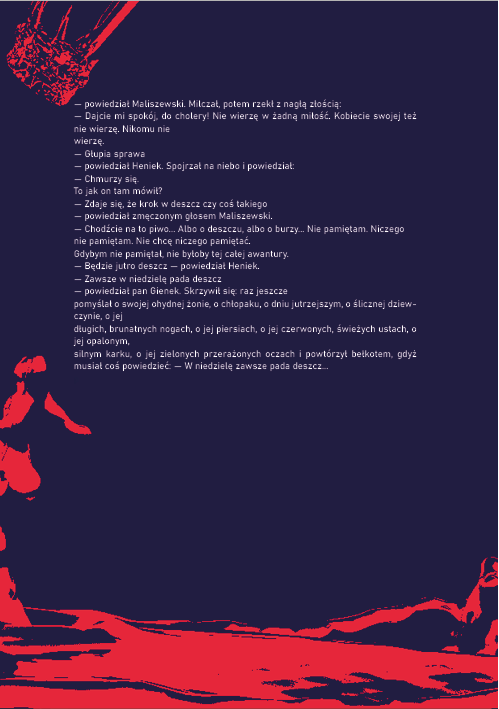 — powiedział Maliszewski. Milczał, potem rzekł z nagłą złością:
— Dajcie mi spokój, do cholery! Nie wierzę w żadną miłość. Kobiecie swojej też
nie wierzę. Nikomu nie
wierzę.
— Głupia sprawa
— powiedział Heniek. Spojrzał na niebo i powiedział:
— Chmurzy się.
To jak on tam mówił?
— Zdaje się, że krok w deszcz czy coś takiego
— powiedział zmęczonym głosem Maliszewski.
— Chodźcie na to piwo... Albo o deszczu, albo o burzy... Nie pamiętam. Niczego
nie pamiętam. Nie chcę niczego pamiętać.
Gdybym nie pamiętał, nie byłoby tej całej awantury.
— Będzie jutro deszcz — powiedział Heniek.
— Zawsze w niedzielę pada deszcz
— powiedział pan Gienek. Skrzywił się: raz jeszcze
pomyślał o swojej ohydnej żonie, o chłopaku, o dniu jutrzejszym, o ślicznej dziew-
czynie, o jej
długich, brunatnych nogach, o jej piersiach, o jej czerwonych, świeżych ustach, o
jej opalonym,
silnym karku, o jej zielonych przerażonych oczach i powtórzył bełkotem, gdyż
musiał coś powiedzieć: — W niedzielę zawsze pada deszcz...